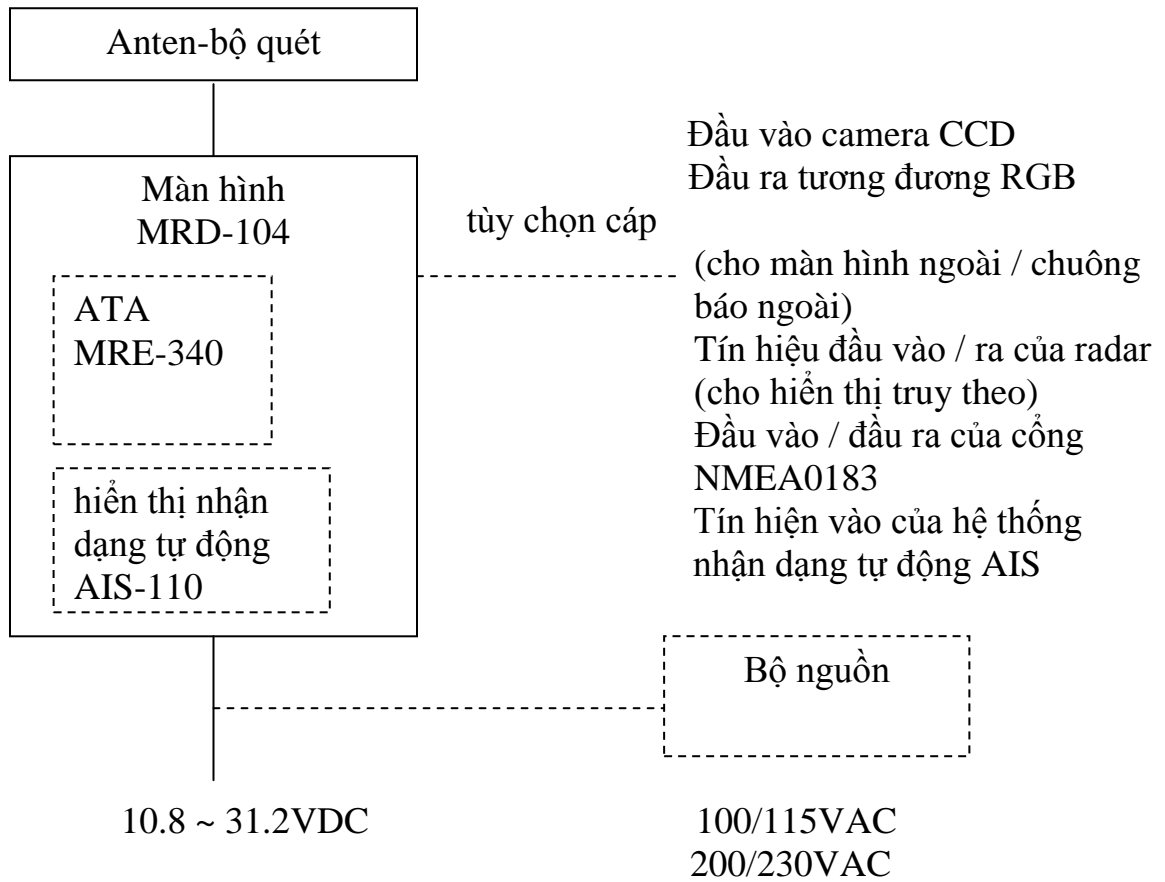 Anten-bộ quét
Màn hình
MRD-104
ATA
MRE-340
hiển thị nhận
dạng tự động
AIS-110
tùy chọn cáp
Đầu vào camera CCD
Đầu ra tương đương RGB
(cho màn hình ngoài / chuông
báo ngoài)
Tín hiệu đầu vào / ra của radar
(cho hiển thị truy theo)
Đầu vào / đầu ra của cổng
NMEA0183
Tín hiện vào của hệ thống
nhận dạng tự động AIS
Bộ nguồn
10.8 ~ 31.2VDC
100/115VAC
200/230VAC